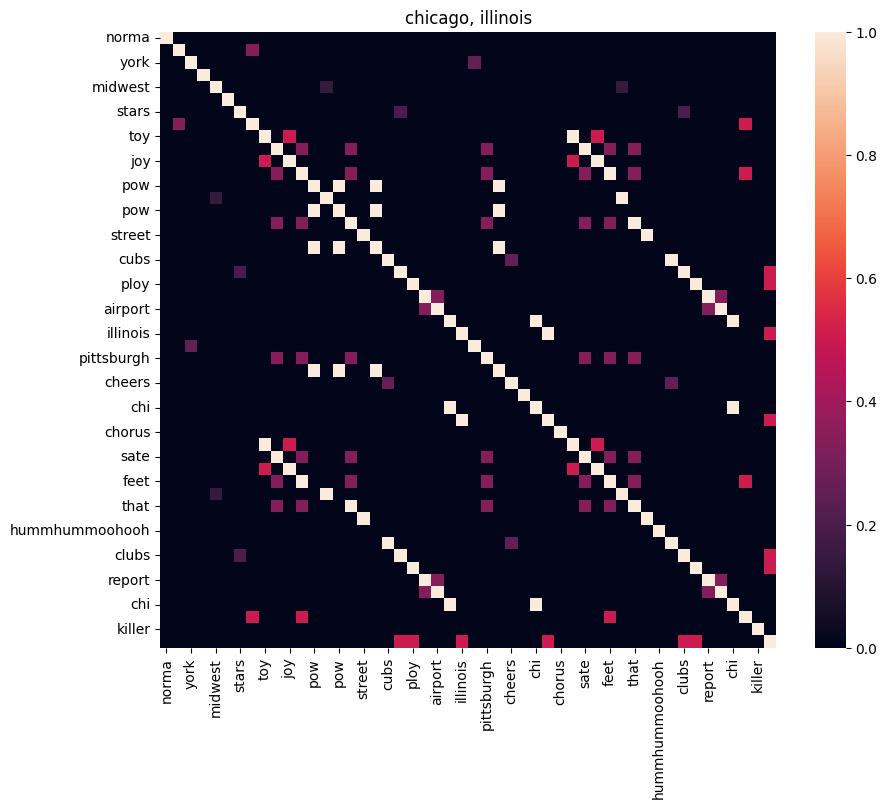 chicago, illinois
norma
york
midwest
stars
toy
joy
pow
pow
street
cubs
ploy
airport
illinois
pittsburgh
cheers
chi
chorus
sate
feet
that
hummhummoohooh
clubs
report
chi
killer
norma
york
midwest
stars
toy
joy
pow
pow
street
cubs
ploy
airport
illinois
pittsburgh
cheers
chi
chorus
sate
feet
that
hummhummoohooh
clubs
report
chi
killer
1.0
0.8
0.6
0.4
0.2
0.0